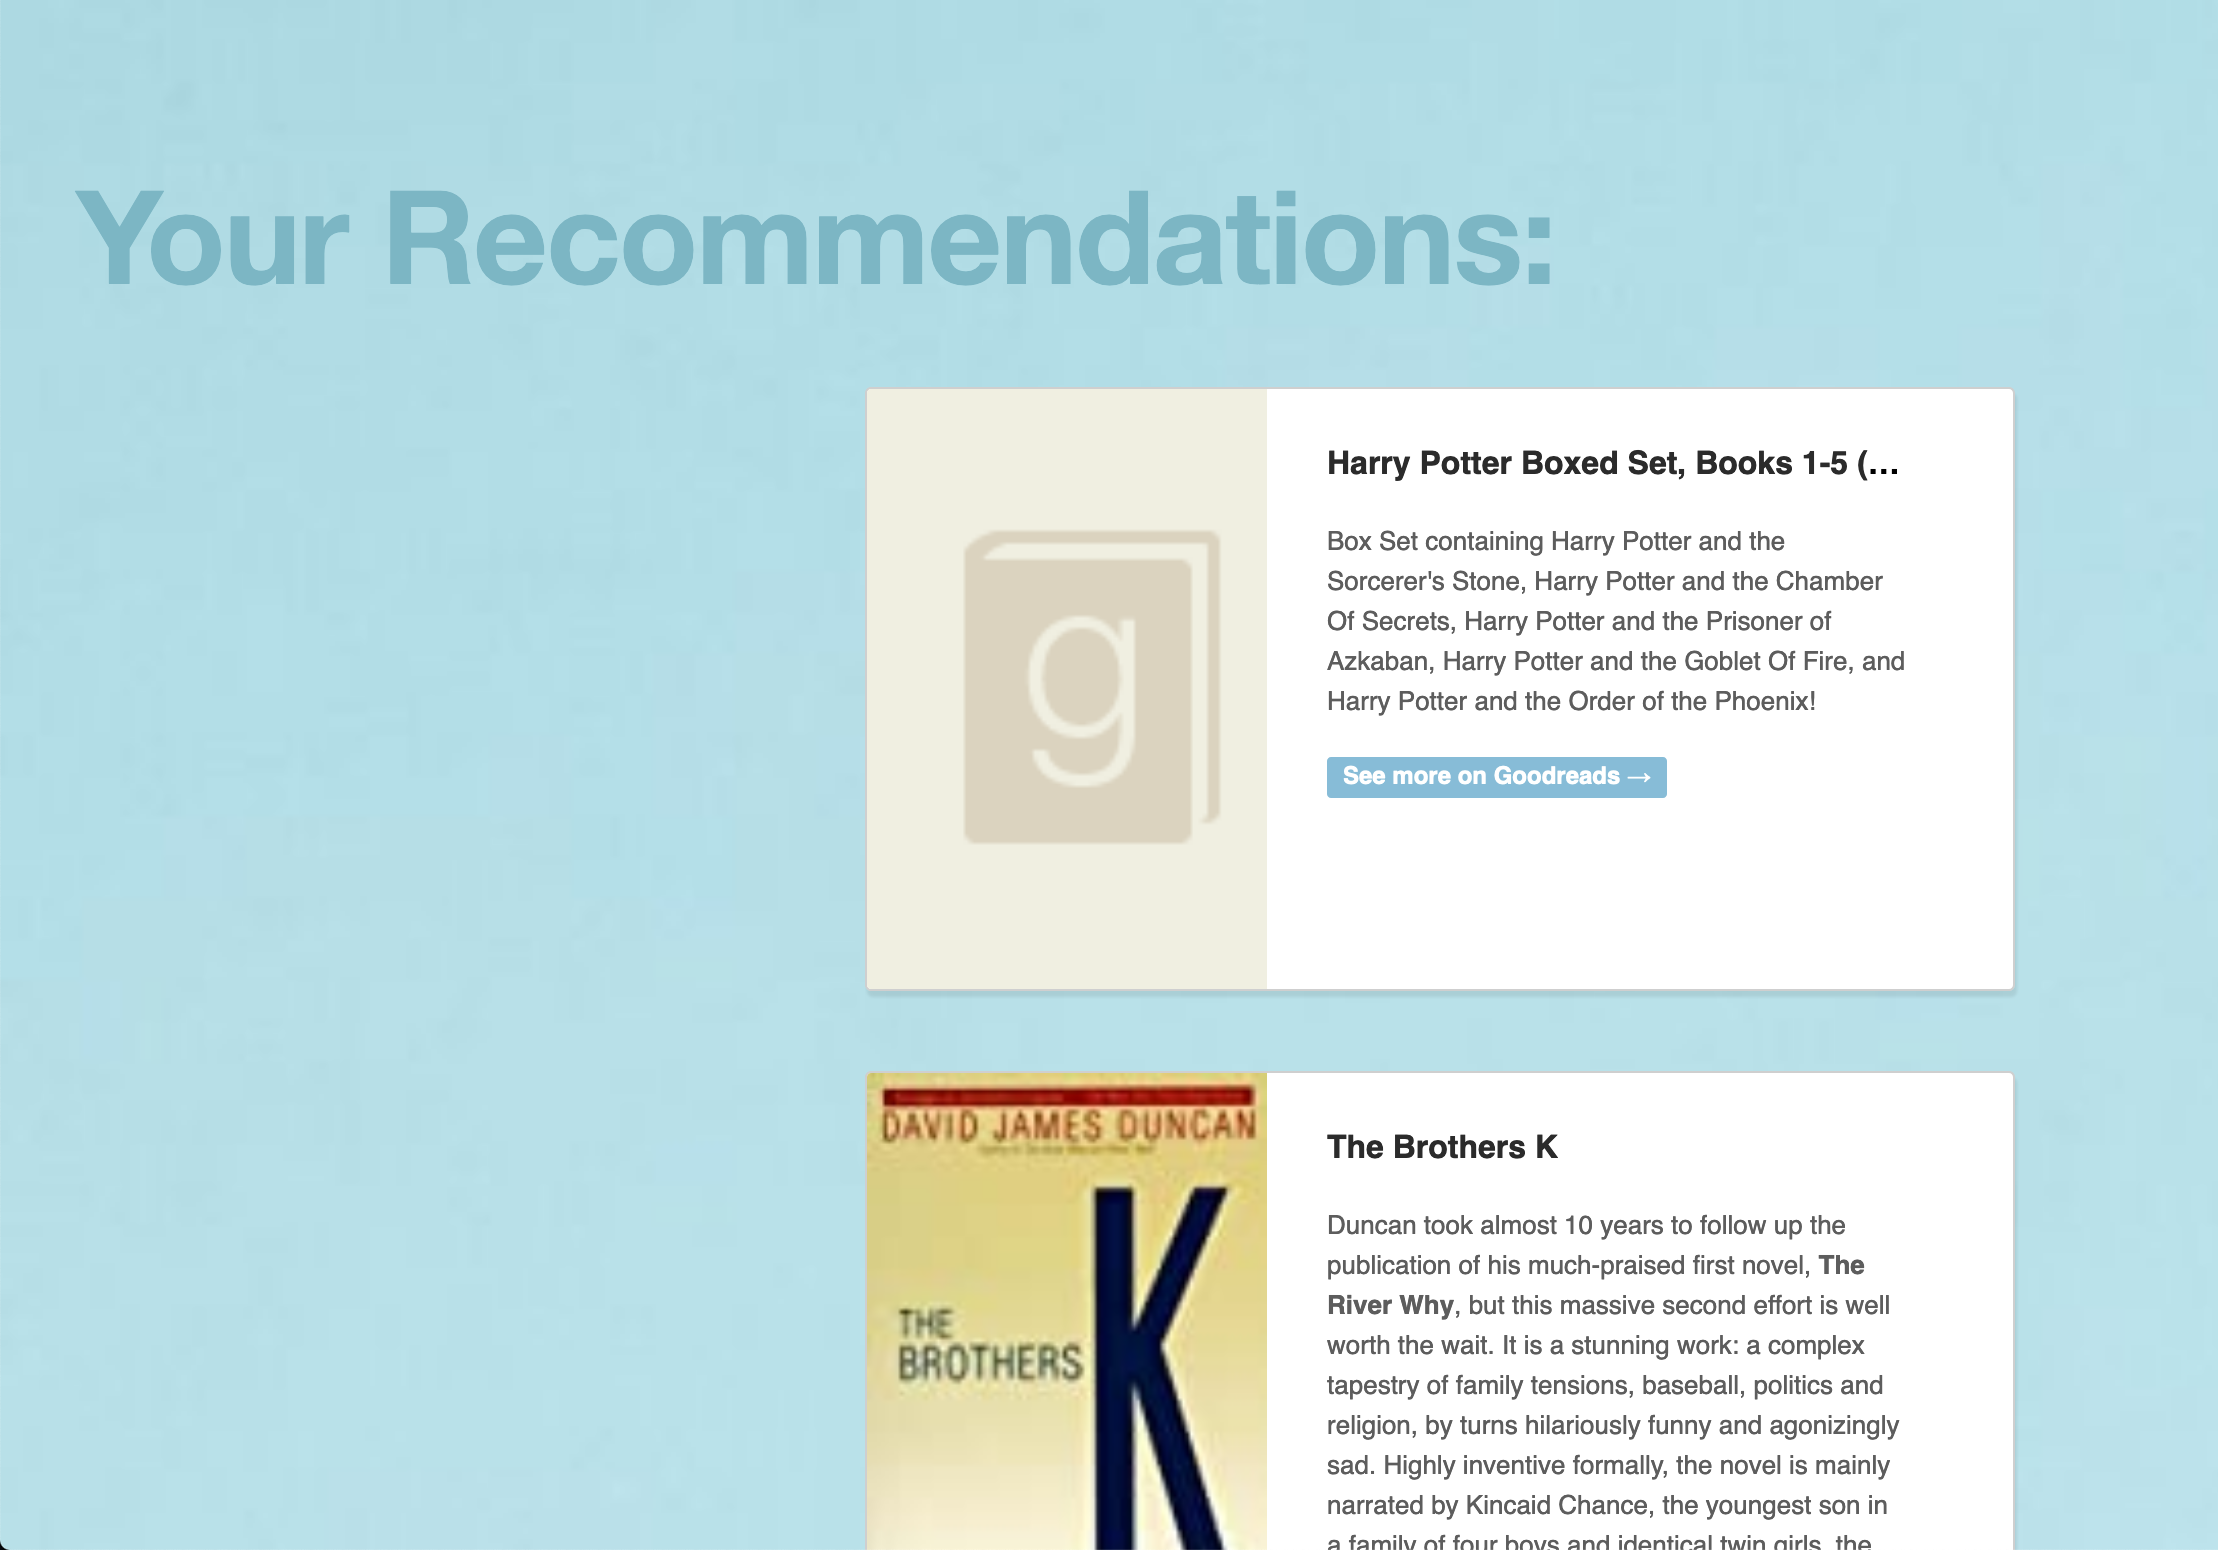 Your Recommendations:
Harry Potter Boxed Set, Books 1-5 (...
Box Set containing Harry Potter and the
Sorcerer's Stone, Harry Potter and the Chamber
Of Secrets, Harry Potter and the Prisoner of
Azkaban, Harry Potter and the Goblet Of Fire, and
Harry Potter and the Order of the Phoenix!
See more on Goodreads →
g
DAVID JAMES DUNCAN
THE
BROTHERS
K
The Brothers K
Duncan took almost 10 years to follow up the
publication of his much-praised first novel, The
River Why, but this massive second effort is well
worth the wait. It is a stunning work: a complex
tapestry of family tensions, baseball, politics and
religion, by turns hilariously funny and agonizingly
sad. Highly inventive formally, the novel is mainly
narrated by Kincaid Chance, the youngest son in
a family of four boys and identical twin girls, the